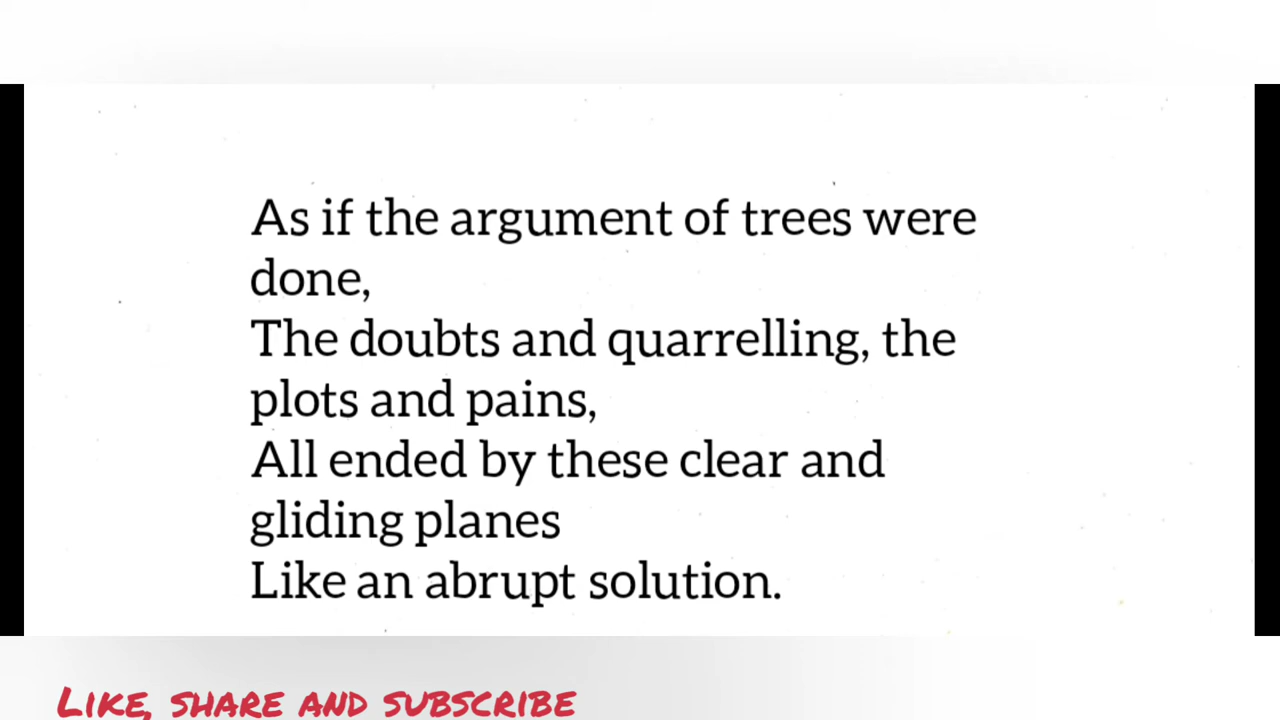 As if the argument of trees were
done,
The doubts and quarrelling, the
plots and pains,
All ended by these clear and
gliding planes
Like an abrupt solution.
LIKE, SHARE AND SUBSCRIBE